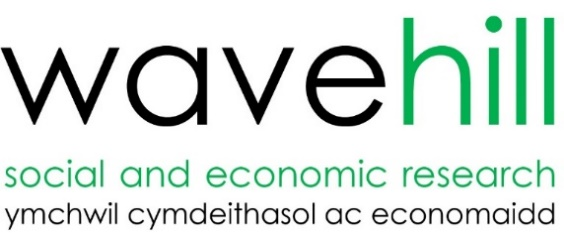 wavehill
social and economic research
ymchwil cymdeithasol ac economaidd